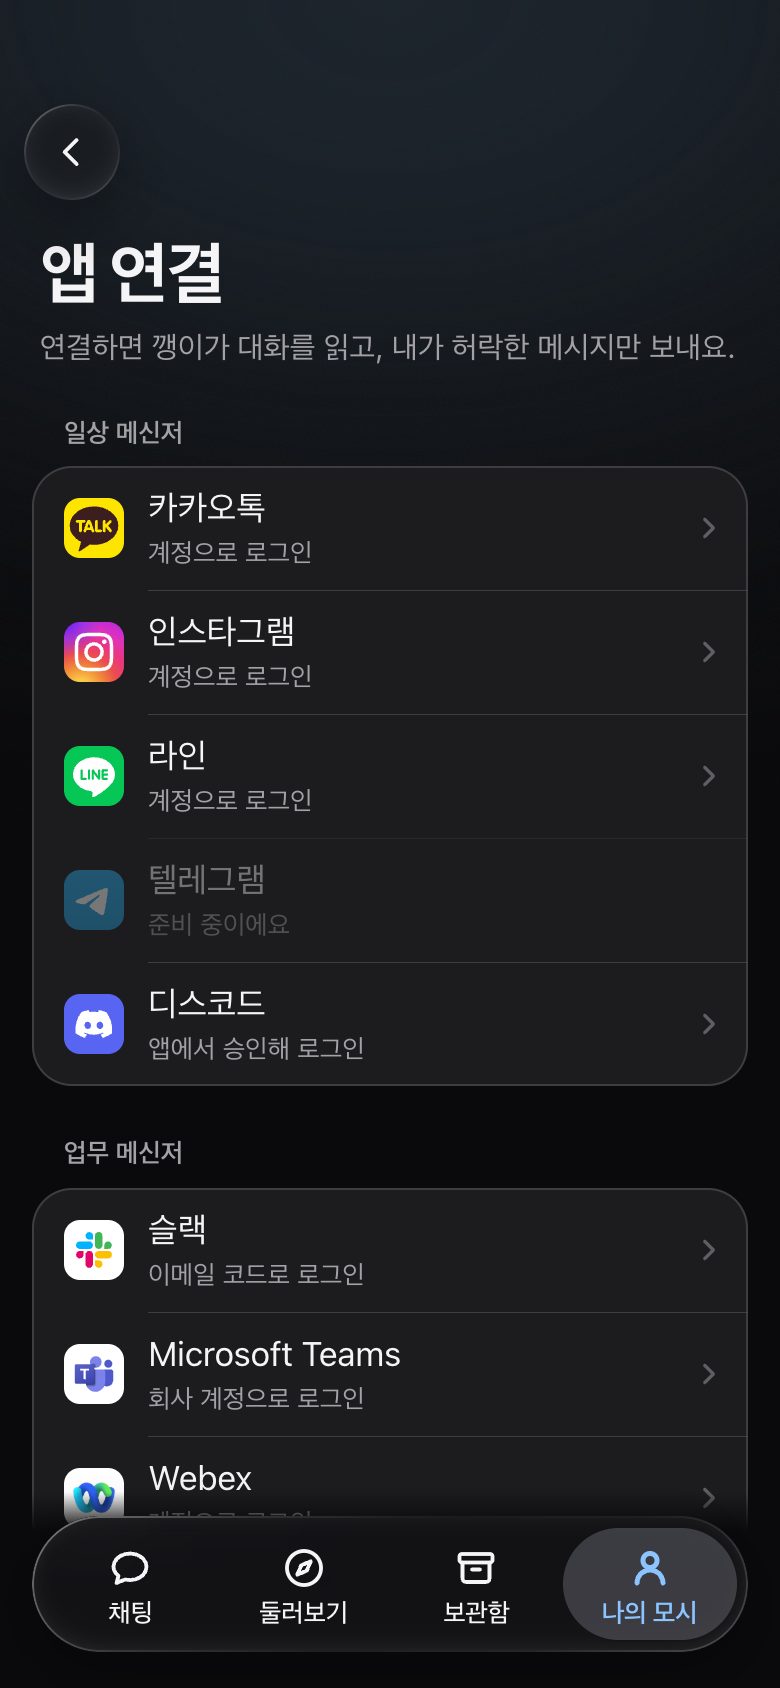 앱 연결
연결하면 깽이가 대화를 읽고, 내가 허락한 메시지만 보내요.
일상 메신저
TALK
카카오톡
계정으로 로그인
인스타그램
계정으로 로그인
LINE
라인
계정으로 로그인
텔레그램
준비 중이에요
디스코드
앱에서 승인해 로그인
업무 메신저
슬랙
이메일 코드로 로그인
T
Microsoft Teams
회사 계정으로 로그인
Webex
채팅
둘러보기
보관함
나의 모시